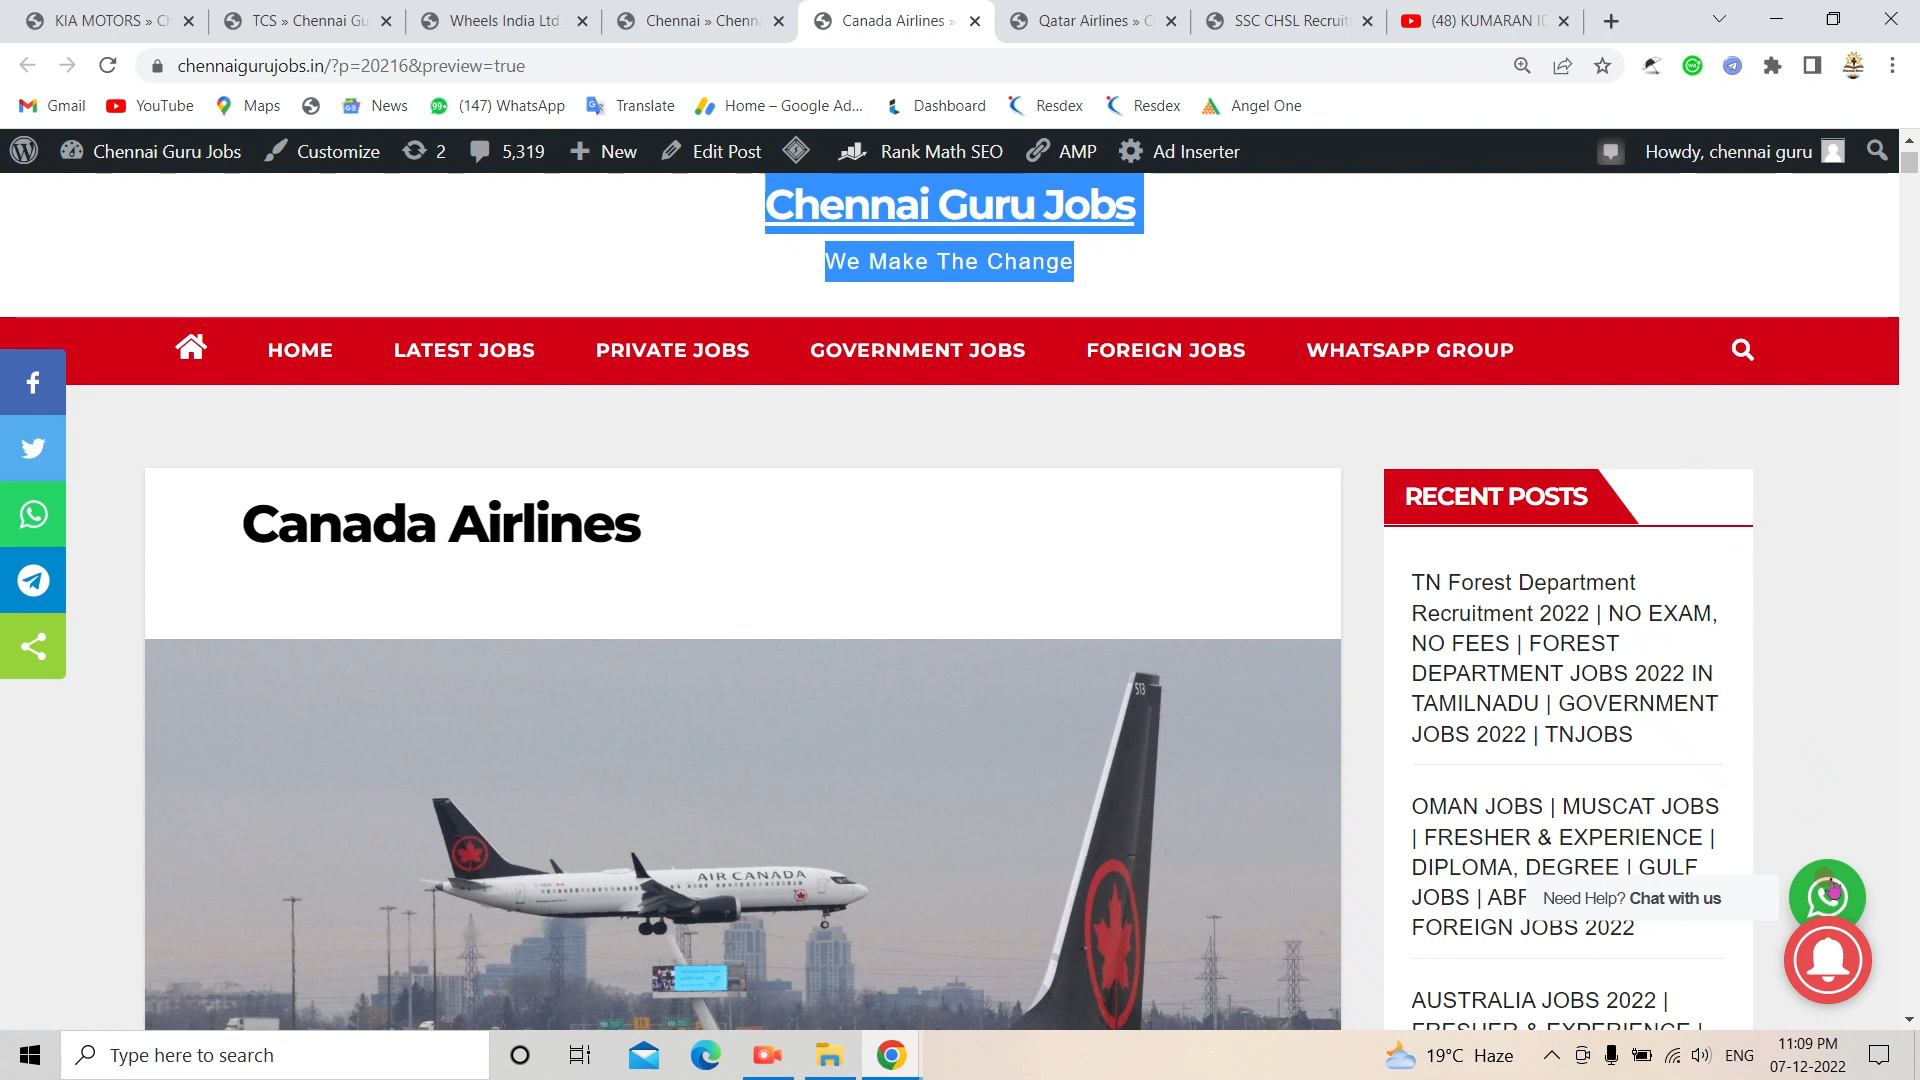 KIA MOTORS » Ch
TCS » Chennai Gu
Wheels India Ltd
Chennai » Chenn
Canada Airlines »
Qatar Airlines » C
SSC CHSL Recruit
(48) KUMARAN ID
chennaigurujobs.in/?p=20216&preview=true
Gmail
YouTube
Maps
News
99+
(147) WhatsApp
Translate
Home – Google Ad...
Dashboard
Resdex
Resdex
Angel One
Chennai Guru Jobs
Customize
2
5,319
New
Edit Post
Rank Math SEO
AMP
Ad Inserter
Howdy, chennai guru
Chennai Guru Jobs
We Make The Change
HOME
LATEST JOBS
PRIVATE JOBS
GOVERNMENT JOBS
FOREIGN JOBS
WHATSAPP GROUP
Canada Airlines
513
AIR CANADA
RECENT POSTS
TN Forest Department
Recruitment 2022 | NO EXAM,
NO FEES | FOREST
DEPARTMENT JOBS 2022 IN
TAMILNADU | GOVERNMENT
JOBS 2022 | TNJOBS
OMAN JOBS | MUSCAT JOBS
| FRESHER & EXPERIENCE |
DIPLOMA, DEGREE | GULF
JOBS | ABR
FOREIGN JOBS 2022
Need Help? Chat with us
AUSTRALIA JOBS 2022 |
FRESHER & EXPERIENCE |
Type here to search
19°C Haze
ENG
11:09 PM
07-12-2022